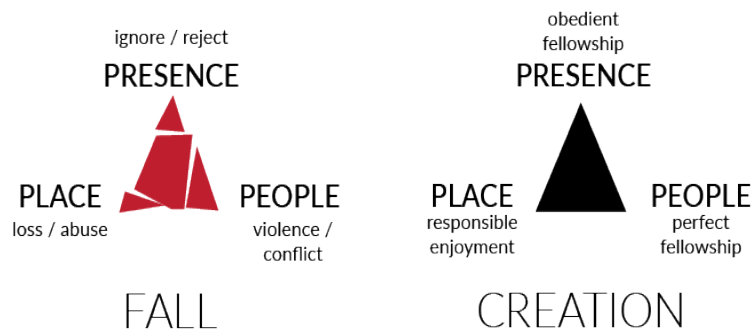 ignore / reject
PRESENCE
PLACE
loss / abuse
PEOPLE
violence /
conflict
FALL
obedient
fellowship
PRESENCE
PLACE
responsible
enjoyment
PEOPLE
perfect
fellowship
CREATION